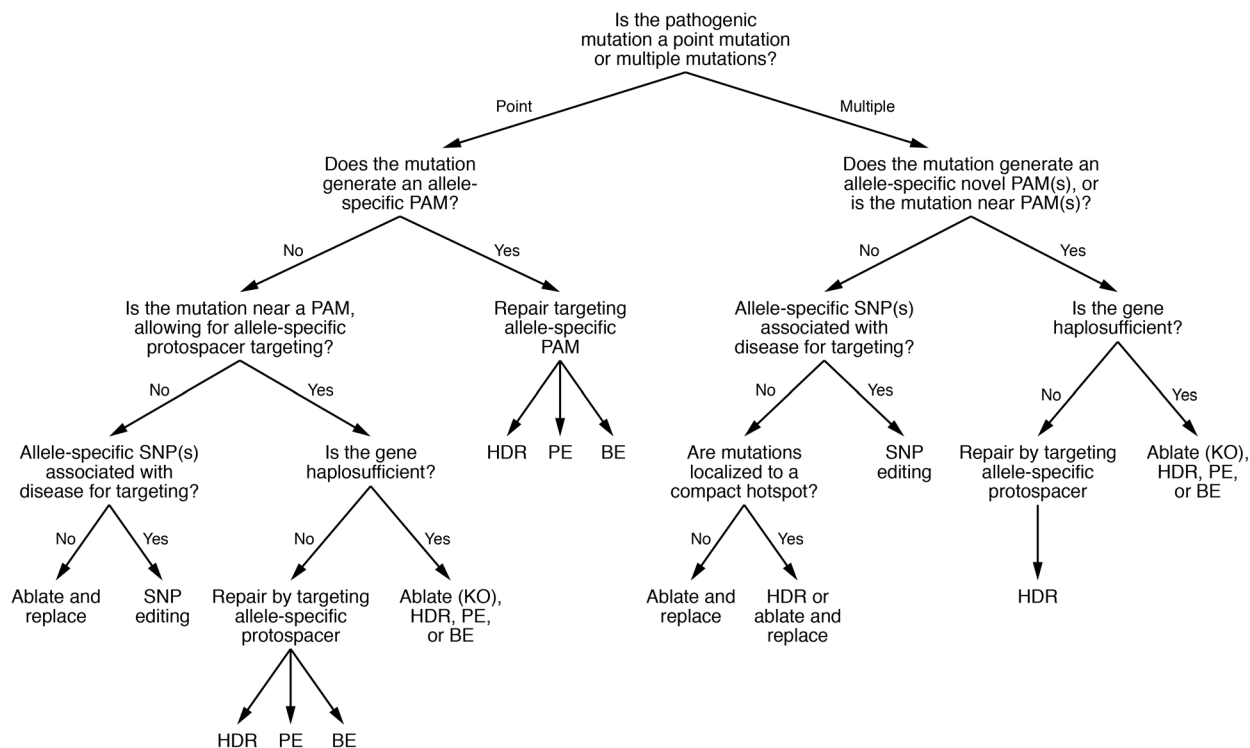 Is the pathogenic
mutation a point mutation
or multiple mutations?
Point
Multiple
Does the mutation
generate an allele-
specific PAM?
Does the mutation generate an
allele-specific novel PAM(s), or
is the mutation near PAM(s)?
No
Yes
No
Yes
Is the mutation near a PAM,
allowing for allele-specific
protospacer targeting?
Repair targeting
allele-specific
PAM
Allele-specific SNP(s)
associated with
disease for targeting?
Is the gene
haplosufficient?
No
Yes
No
Yes
No
Yes
Allele-specific SNP(s)
associated with
disease for targeting?
Is the gene
haplosufficient?
HDR
PE
BE
Are mutations
localized to a
compact hotspot?
SNP
editing
Repair by targeting
allele-specific
protospacer
Ablate (KO),
HDR, PE,
or BE
No
Yes
No
Yes
No
Yes
Ablate and
replace
SNP
editing
Repair by targeting
allele-specific
protospacer
Ablate (KO),
HDR, PE,
or BE
Ablate and
replace
HDR or
ablate and
replace
HDR
HDR
PE
BE